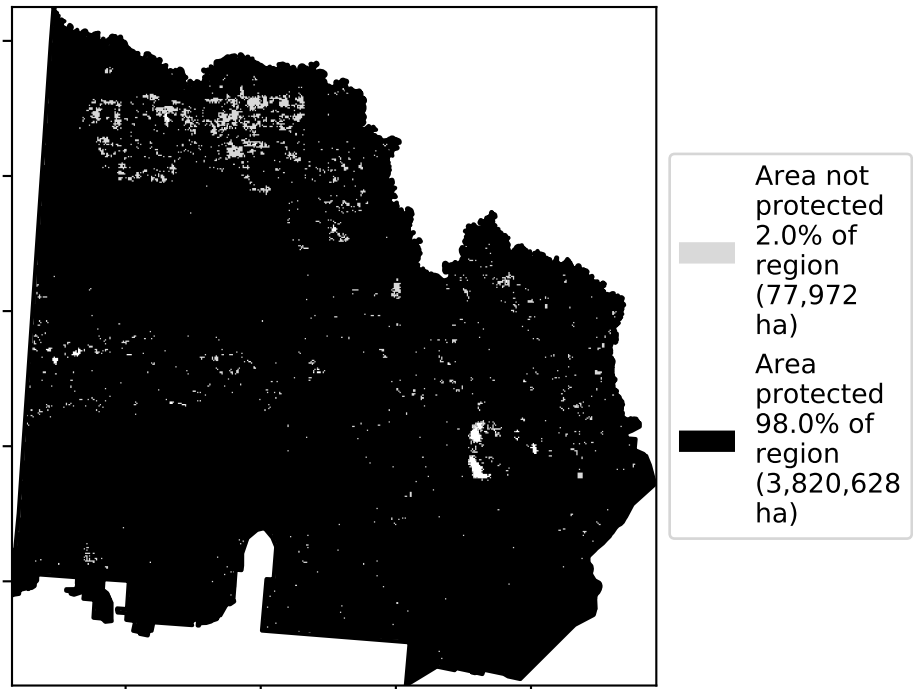 Area not
protected
2.0% of
region
(77,972
ha)
Area
protected
98.0% of
region
(3,820,628
ha)